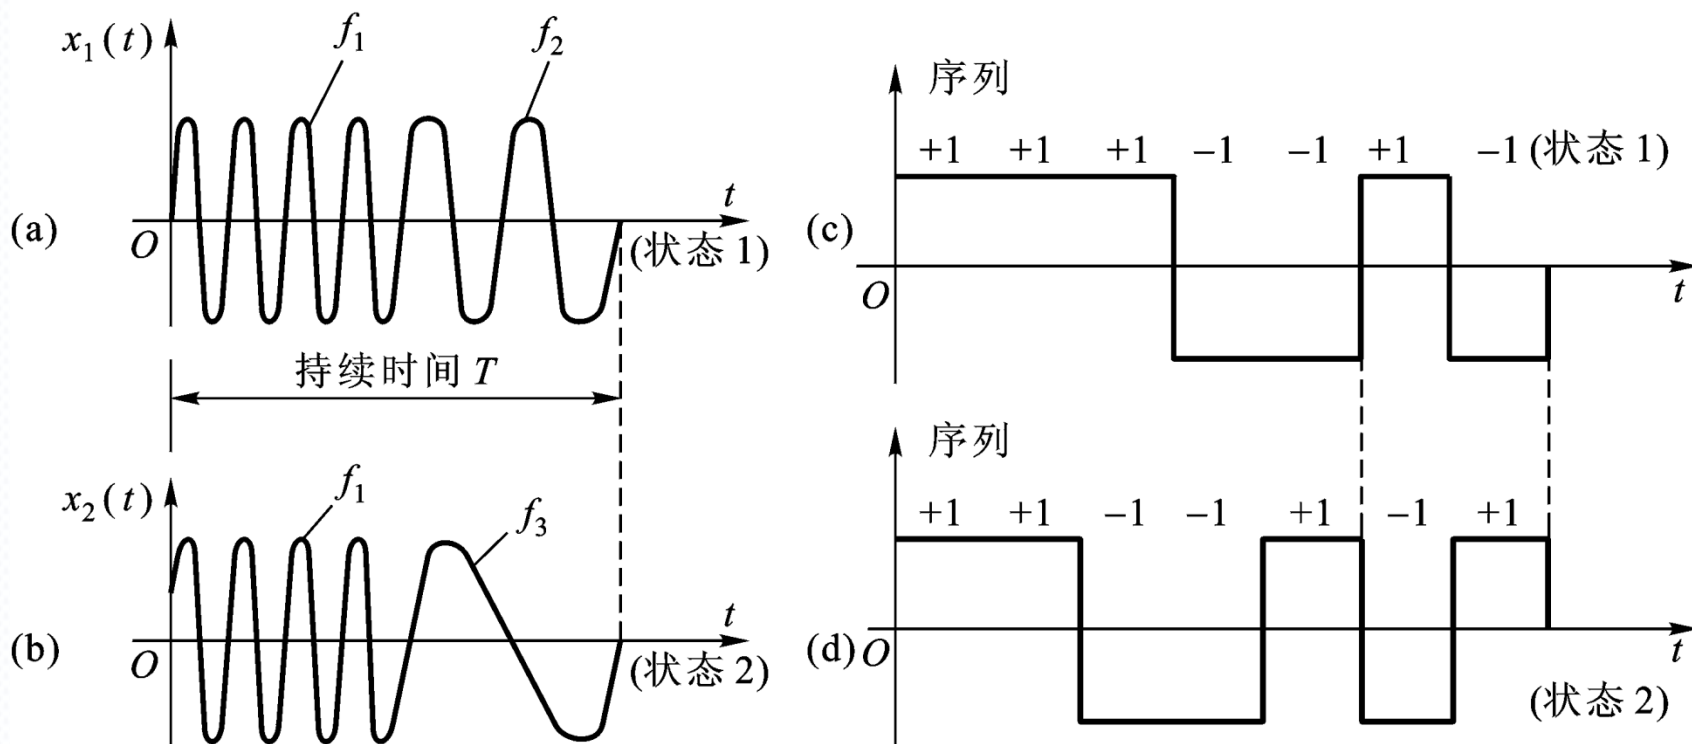 x₁(t)
f₁
f₂
t
(a)
O
(状态1)
持续时间 T
x₂(t)
f₁
f₃
t
(b)
O
(状态2)
序列
+1 +1 +1 −1 −1 +1 −1 (状态1)
(c)
O
t
序列
+1 +1 −1 −1 +1 −1 +1
(d)
O
t
(状态2)